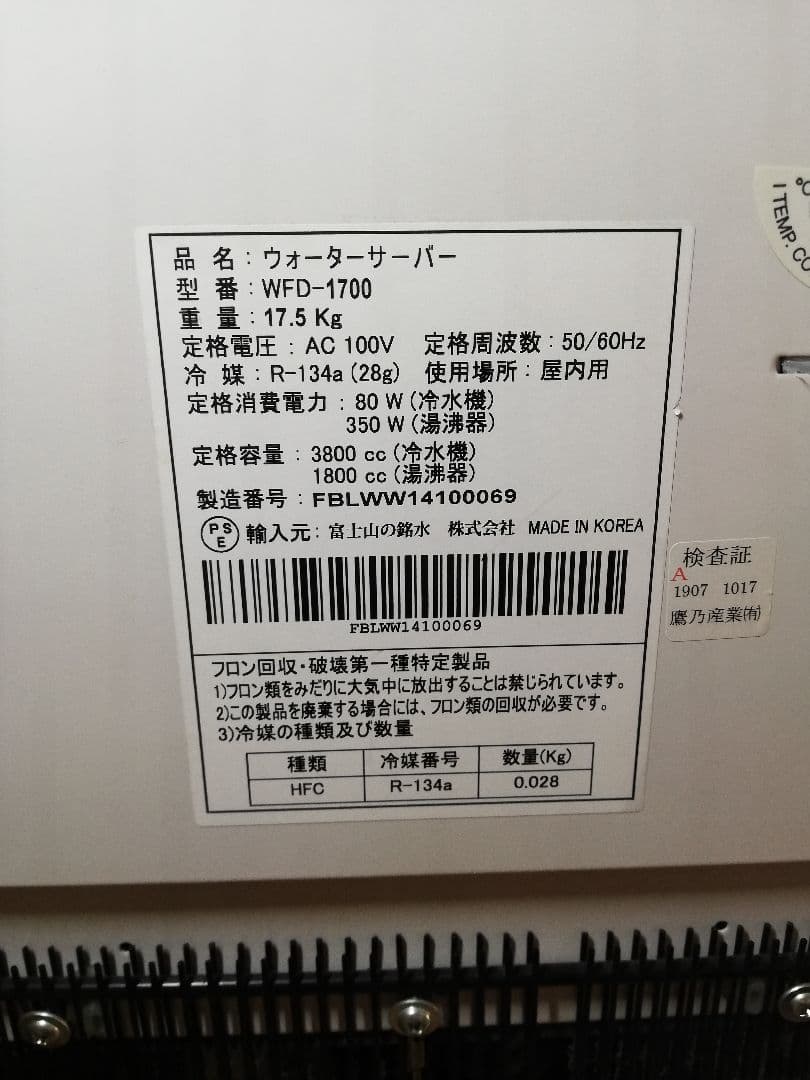 品 名：ウォーターサーバー
型 番：WFD-1700
重 量：17.5 Kg
定格電圧：AC 100V 定格周波数：50/60Hz
冷 媒：R-134a (28g) 使用場所：屋内用
定格消費電力：80 W (冷水機)
350 W (湯沸器)
定格容量：3800 cc (冷水機)
1800 cc (湯沸器)
製造番号：FBLWW14100069
PSE 輸入元：富士山の銘水 株式会社 MADE IN KOREA
FBLWW14100069
フロン回収・破壊第一種特定製品
1)フロン類をみだりに大気中に放出することは禁じられています。
2)この製品を廃棄する場合には、フロン類の回収が必要です。
3)冷媒の種類及び数量
種類 冷媒番号 数量(Kg)
HFC R-134a 0.028
検査証
A
1907 1017
鷹乃産業㈲
TEMP.